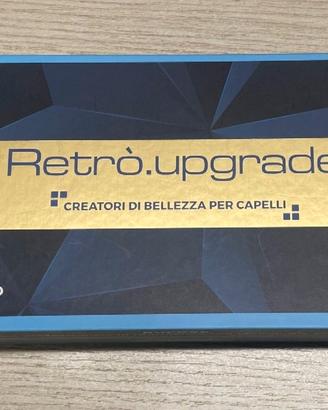 Retrò.upgrade
CREATORI DI BELLEZZA PER CAPELLI